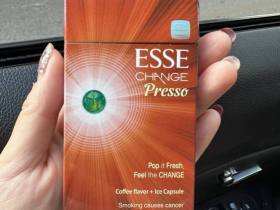 ESSE
CHANGE
Presso
Pop it Fresh,
Feel the CHANGE
Coffee flavor + Ice Capsule
Smoking causes cancer